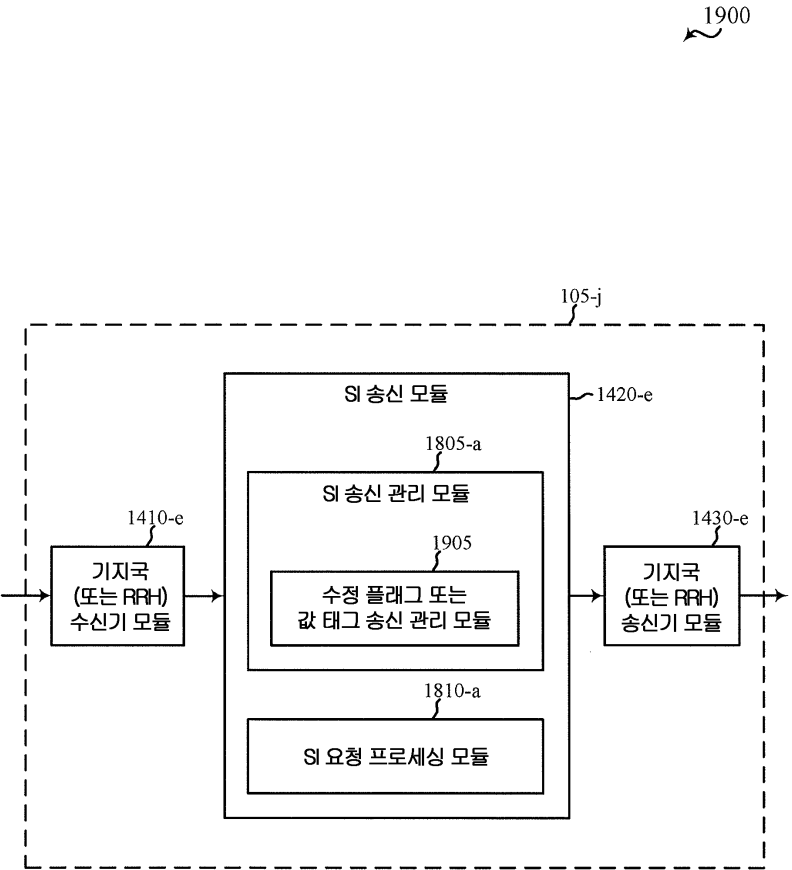 1900
105-j
SI 송신 모듈
1420-e
1805-a
SI 송신 관리 모듈
1410-e
1905
1430-e
기지국
(또는 RRH)
수신기 모듈
수정 플래그 또는
값 태그 송신 관리 모듈
기지국
(또는 RRH)
송신기 모듈
1810-a
SI 요청 프로세싱 모듈